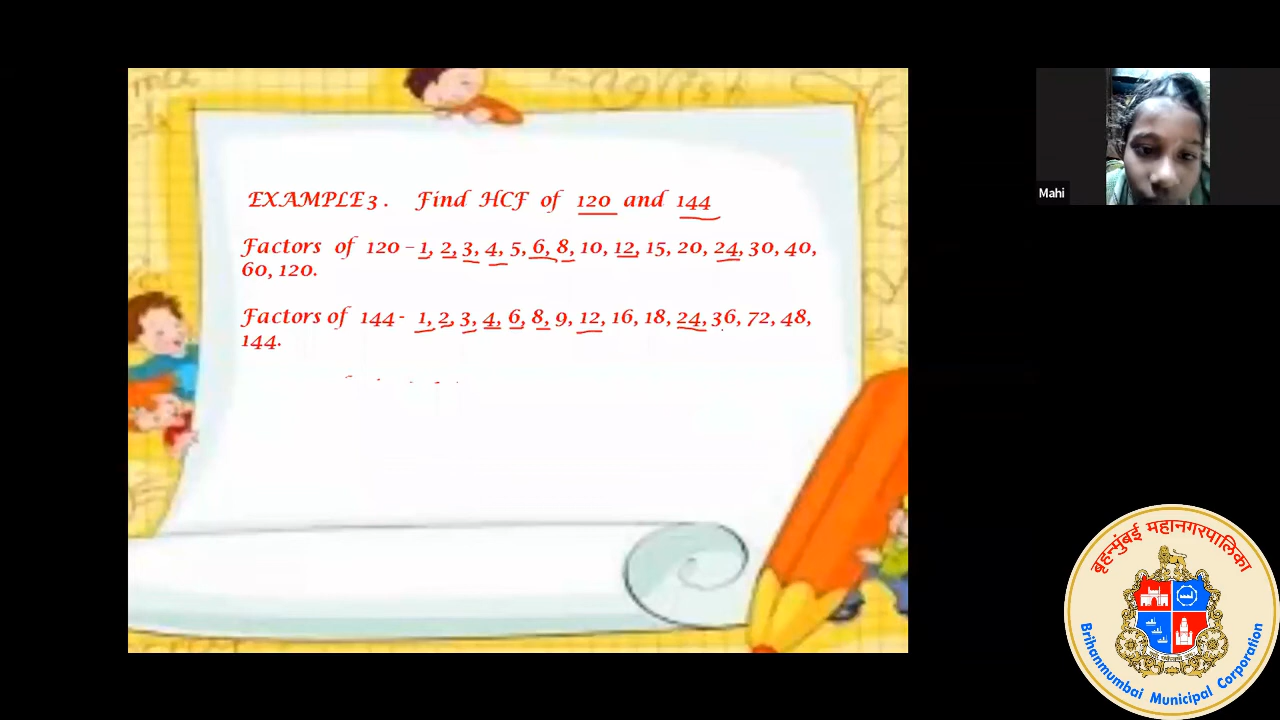 EXAMPLE 3. Find HCF of 120 and 144
Factors of 120 – 1, 2, 3, 4, 5, 6, 8, 10, 12, 15, 20, 24, 30, 40,
60, 120.
Factors of 144 - 1, 2, 3, 4, 6, 8, 9, 12, 16, 18, 24, 36, 72, 48,
144.
Mahi
बृहन्मुंबई महानगरपालिका
Brihanmumbai Municipal Corporation